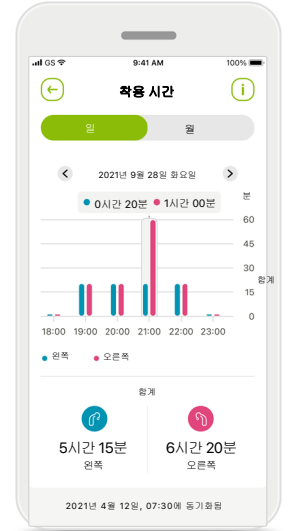 GS 9:41 AM 100%
착용 시간
일 월
2021년 9월 28일 화요일
분
0시간 20분 1시간 00분
60
45
30
합계
15
0
18:00 19:00 20:00 21:00 22:00 23:00
왼쪽 오른쪽
합계
5시간 15분 6시간 20분
왼쪽 오른쪽
2021년 4월 12일, 07:30에 동기화됨